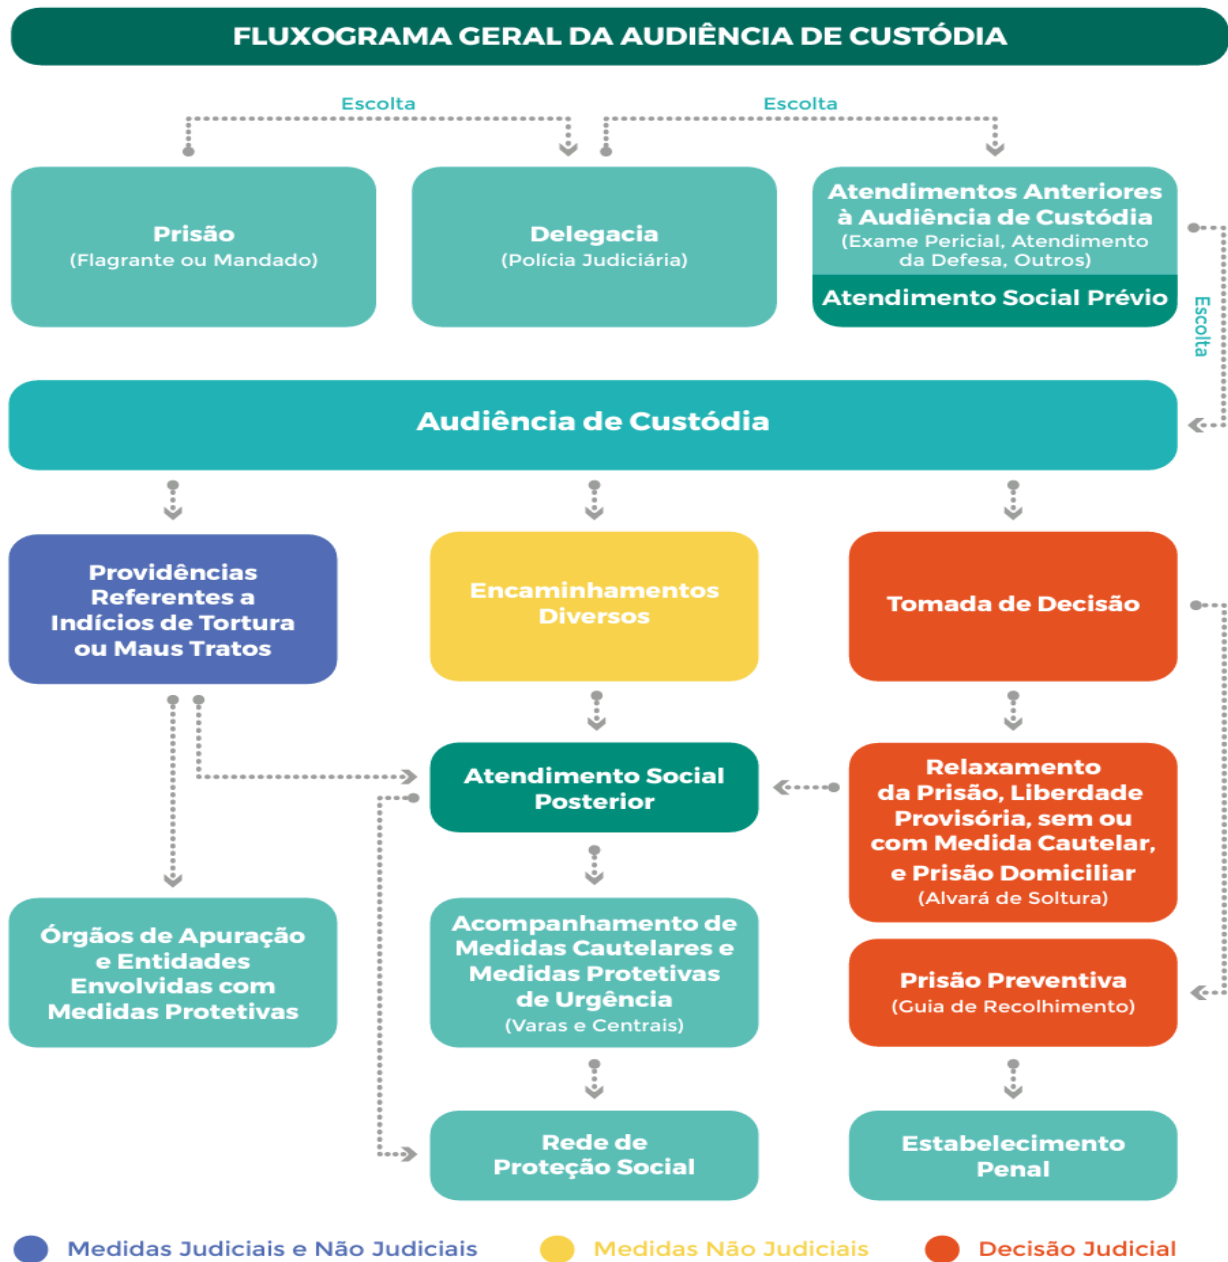 FLUXOGRAMA GERAL DA AUDIÊNCIA DE CUSTÓDIA
Escolta
Escolta
Prisão
(Flagrante ou Mandado)
Delegacia
(Polícia Judiciária)
Atendimentos Anteriores
à Audiência de Custódia
(Exame Pericial, Atendimento
da Defesa, Outros)
Atendimento Social Prévio
Escolta
Audiência de Custódia
Providências
Referentes a
Indícios de Tortura
ou Maus Tratos
Encaminhamentos
Diversos
Tomada de Decisão
Atendimento Social
Posterior
Relaxamento
da Prisão, Liberdade
Provisória, sem ou
com Medida Cautelar,
e Prisão Domiciliar
(Alvará de Soltura)
Órgãos de Apuração
e Entidades
Envolvidas com
Medidas Protetivas
Acompanhamento de
Medidas Cautelares e
Medidas Protetivas
de Urgência
(Varas e Centrais)
Prisão Preventiva
(Guia de Recolhimento)
Rede de
Proteção Social
Estabelecimento
Penal
Medidas Judiciais e Não Judiciais
Medidas Não Judiciais
Decisão Judicial